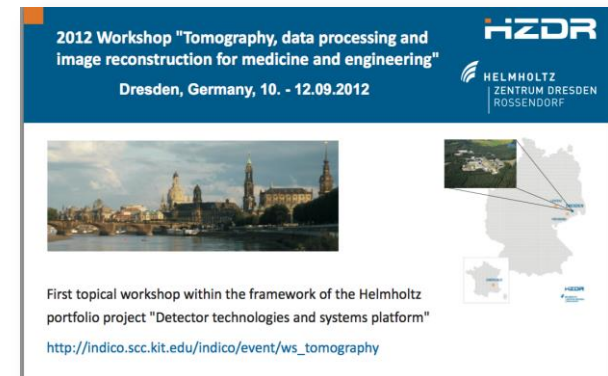 2012 Workshop "Tomography, data processing and
image reconstruction for medicine and engineering"
Dresden, Germany, 10. - 12.09.2012
HZDR
HELMHOLTZ
ZENTRUM DRESDEN
ROSSENDORF
First topical workshop within the framework of the Helmholtz
portfolio project "Detector technologies and systems platform"
http://indico.scc.kit.edu/indico/event/ws_tomography
HZDR